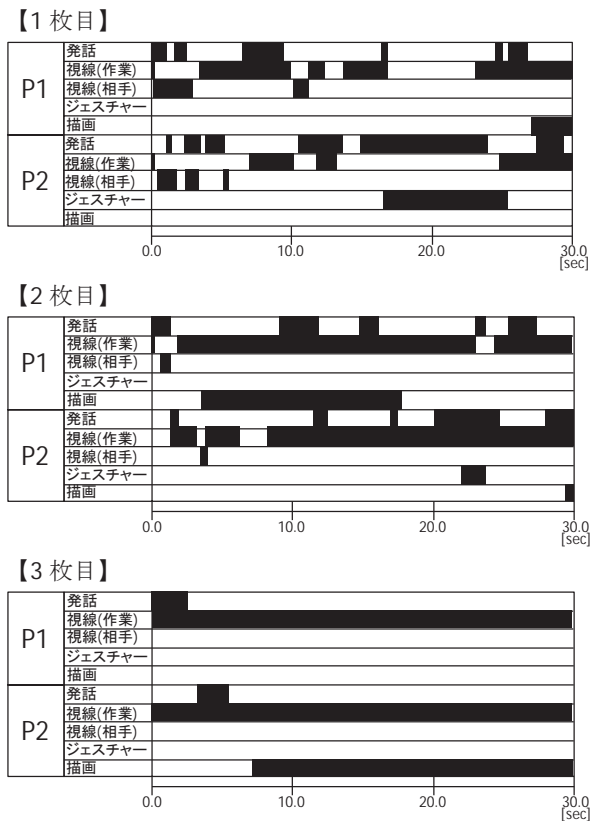 【1 枚目】
P1
発話
視線(作業)
視線(相手)
ジェスチャー
描画
P2
発話
視線(作業)
視線(相手)
ジェスチャー
描画
0.0 10.0 20.0 30.0
[sec]
【2 枚目】
P1
発話
視線(作業)
視線(相手)
ジェスチャー
描画
P2
発話
視線(作業)
視線(相手)
ジェスチャー
描画
0.0 10.0 20.0 30.0
[sec]
【3 枚目】
P1
発話
視線(作業)
視線(相手)
ジェスチャー
描画
P2
発話
視線(作業)
視線(相手)
ジェスチャー
描画
0.0 10.0 20.0 30.0
[sec]